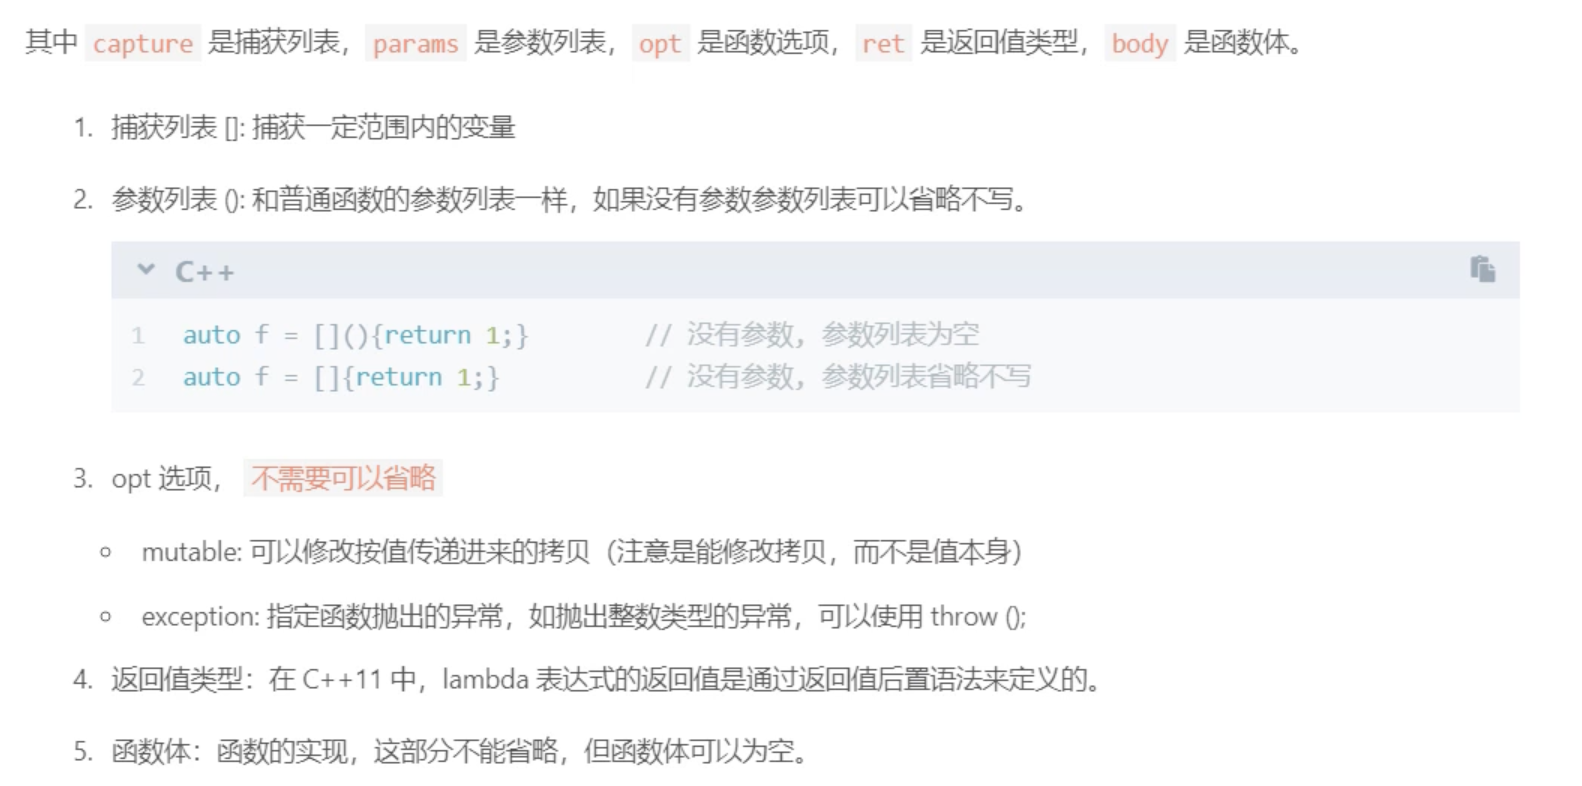 其中 capture 是捕获列表，params 是参数列表，opt 是函数选项，ret 是返回值类型，body 是函数体。
1. 捕获列表 []: 捕获一定范围内的变量
2. 参数列表 (): 和普通函数的参数列表一样，如果没有参数参数列表可以省略不写。
C++
1 auto f = [](){return 1;} // 没有参数，参数列表为空
2 auto f = []{return 1;} // 没有参数，参数列表省略不写
3. opt 选项，不需要可以省略
mutable: 可以修改按值传递进来的拷贝（注意是能修改拷贝，而不是值本身）
exception: 指定函数抛出的异常，如抛出整数类型的异常，可以使用 throw ();
4. 返回值类型：在 C++11 中，lambda 表达式的返回值是通过返回值后置语法来定义的。
5. 函数体：函数的实现，这部分不能省略，但函数体可以为空。